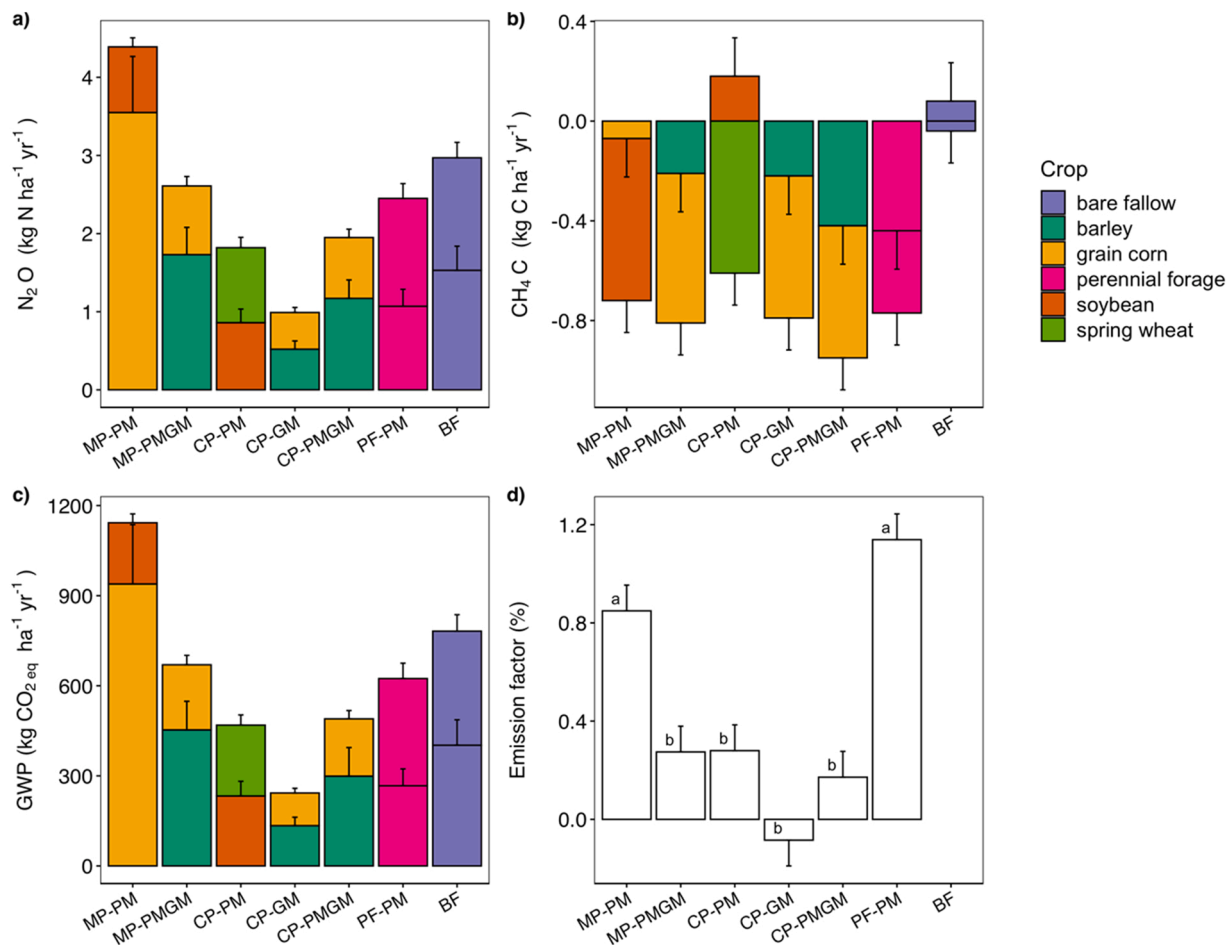 a)
N₂O (kg N ha⁻¹ yr⁻¹)
4
3
2
1
0
MP-PM
MP-PMGM
CP-PM
CP-GM
CP-PMGM
PF-PM
BF
b)
CH₄ C (kg C ha⁻¹ yr⁻¹)
0.4
0.0
-0.4
-0.8
MP-PM
MP-PMGM
CP-PM
CP-GM
CP-PMGM
PF-PM
BF
Crop
bare fallow
barley
grain corn
perennial forage
soybean
spring wheat
c)
GWP (kg CO₂ eq ha⁻¹ yr⁻¹)
1200
900
600
300
0
MP-PM
MP-PMGM
CP-PM
CP-GM
CP-PMGM
PF-PM
BF
d)
Emission factor (%)
1.2
0.8
0.4
0.0
a
b
b
b
b
a
MP-PM
MP-PMGM
CP-PM
CP-GM
CP-PMGM
PF-PM
BF